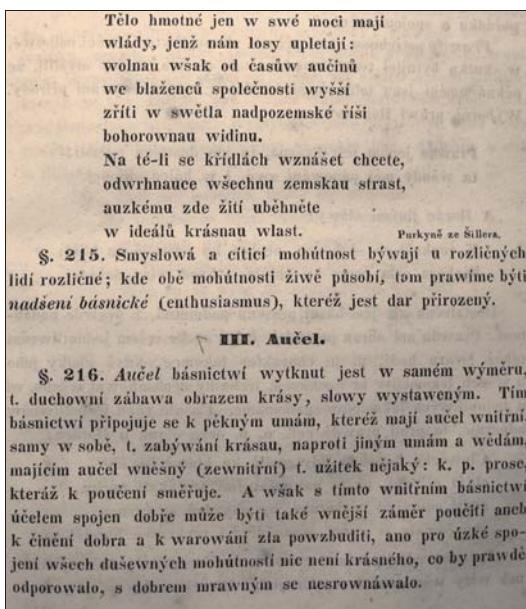 Tělo hmotné jen w swé moci mají
wlády, jenž nám losy upletají:
wolnau wšak od časůw aučinů
we blaženců společnosti wyšší
zříti w swětla nadpozemské říši
bohorownau widinu.
Na té-li se křídlách wznášet chcete,
odwrhnauce wšechnu zemskau strast,
auzkému zde žití uběhněte
w ideálů krásnau wlast. Purkyně ze Šillera.
§. 215. Smyslowá a cíticí mohútnost býwají u rozličných
lidí rozličné; kde obě mohútnosti žiwě působí, tam prawíme býti
nadšení básnické (enthusiasmus), kteréž jest dar přirozený.
III. Aučel.
§. 216. Aučel básnictwí wytknut jest w samém wýměru,
t. duchowní zábawa obrazem krásy, slowy wystaweným. Tím
básnictwí připojuje se k pěkným umám, kteréž mají aučel wnitřní
samy w sobě, t. zabýwání krásau, naproti jiným umám a wědám,
majícím aučel wněšný (zewnitřní) t. užitek nějaký: k. p. prose,
kteráž k poučení směřuje. A wšak s tímto wnitřním básnictwí
účelem spojen dobře může býti také wnější záměr poučiti aneb
k činění dobra a k warowání zla powzbuditi, ano pro úzké spo-
jení wšech dušewných mohútností nic není krásného, co by prawdě
odporowalo, s dobrem mrawným se nesrownáwalo.